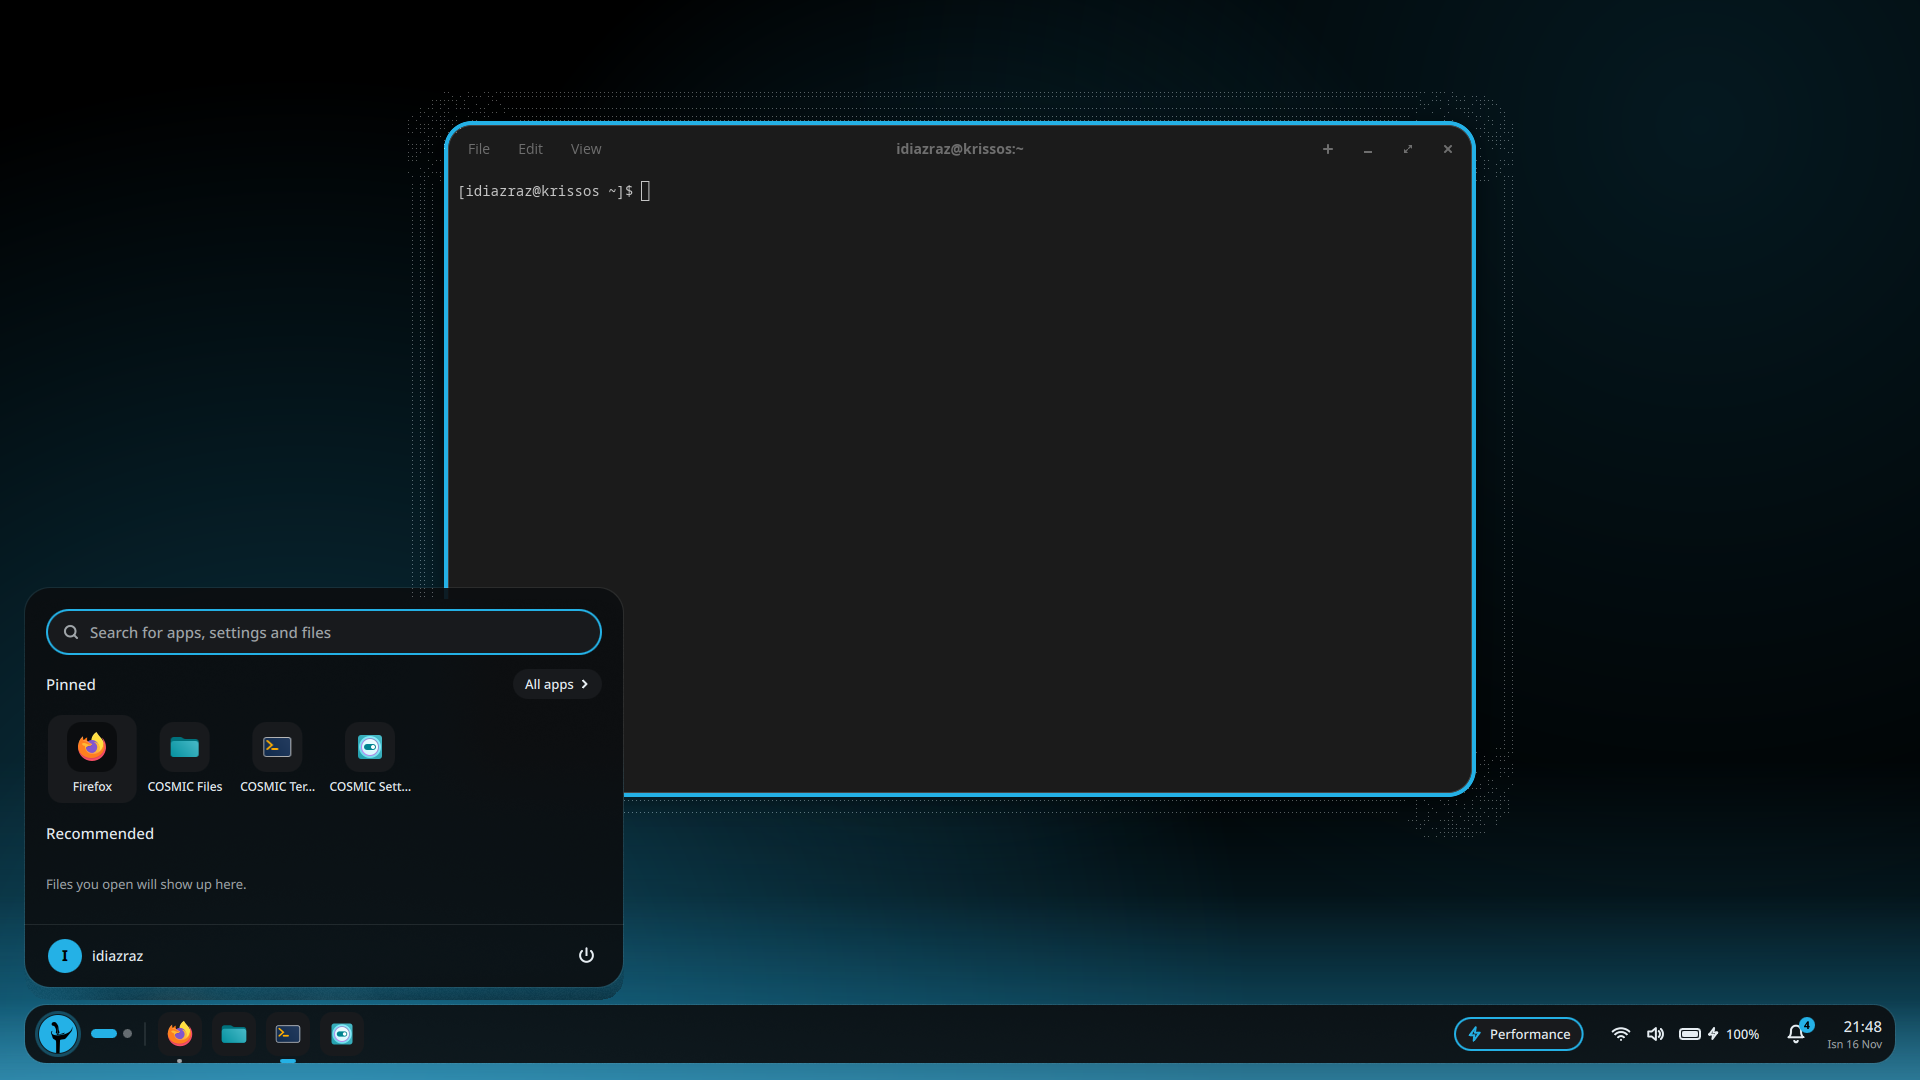 File Edit View
idiazraz@krissos:~
[idiazraz@krissos ~]$
Search for apps, settings and files
Pinned
All apps
Firefox
COSMIC Files
COSMIC Ter...
COSMIC Sett...
Recommended
Files you open will show up here.
I
idiazraz
Performance
100%
4
21:48
Isn 16 Nov